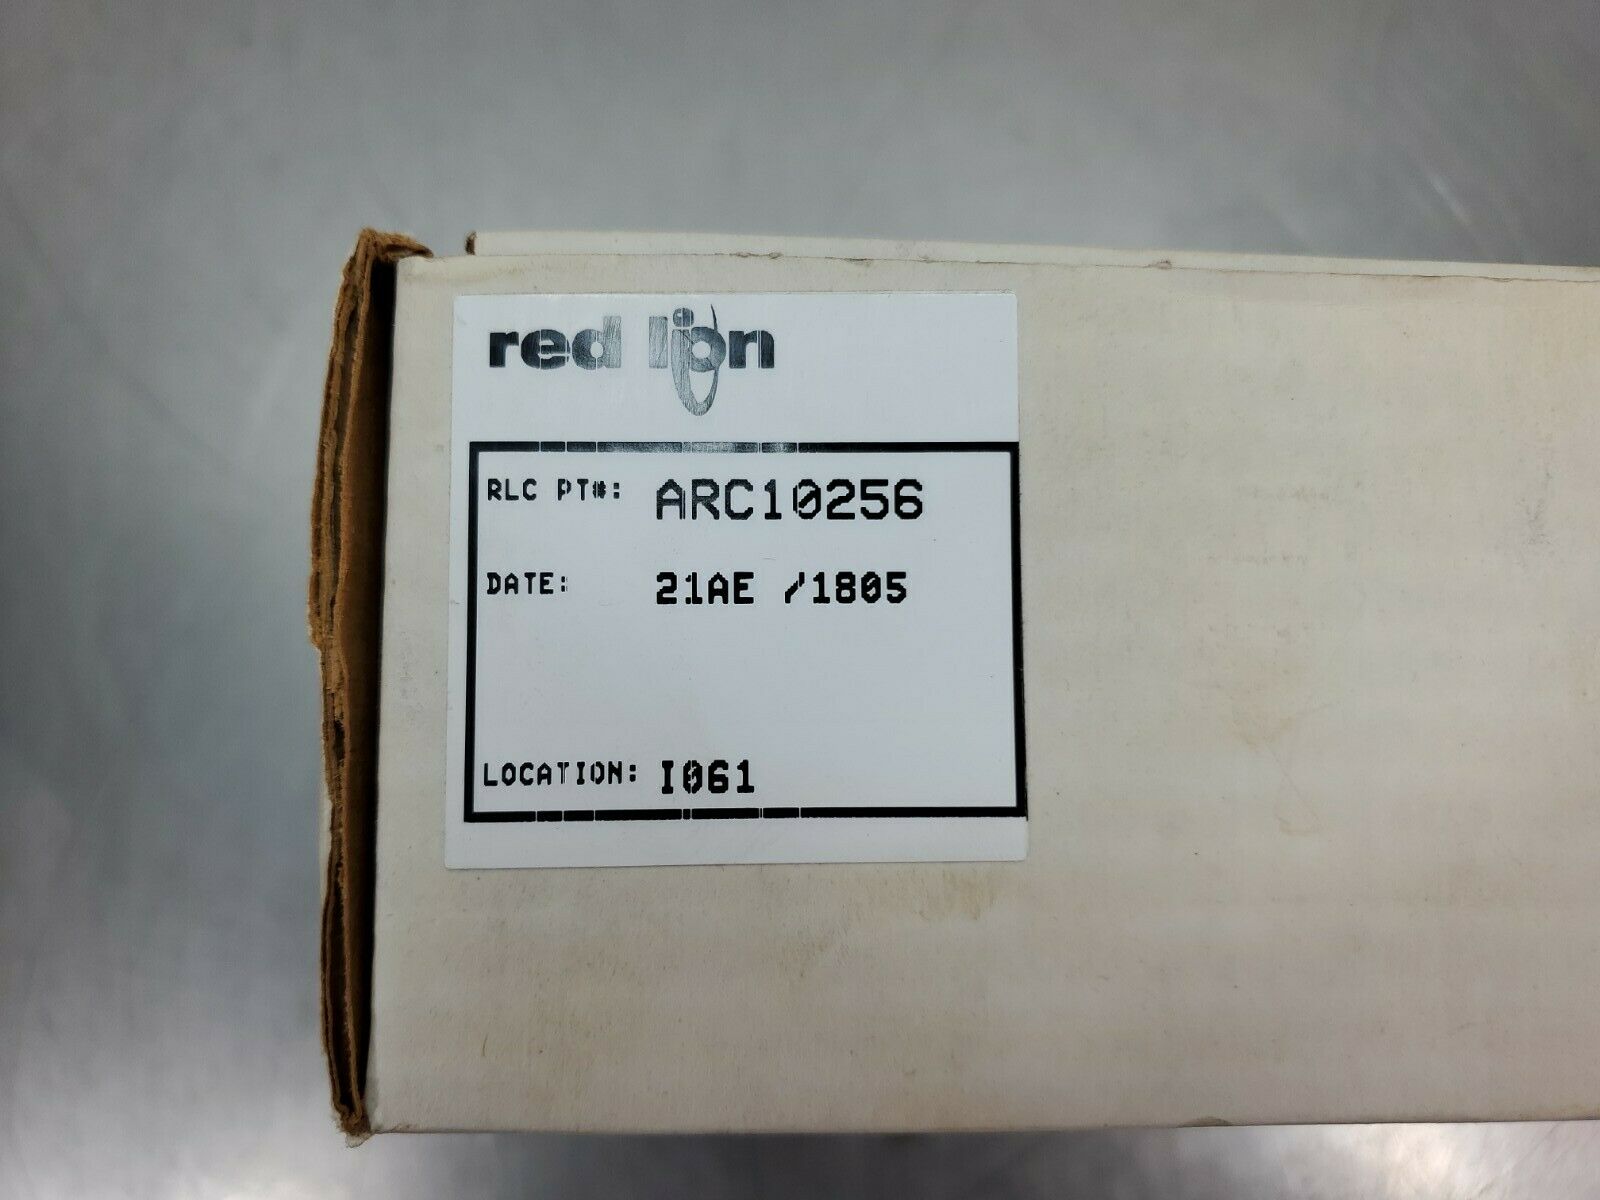 red lion
RLC PT#: ARC10256
DATE: 21AE /1805
LOCATION: I061